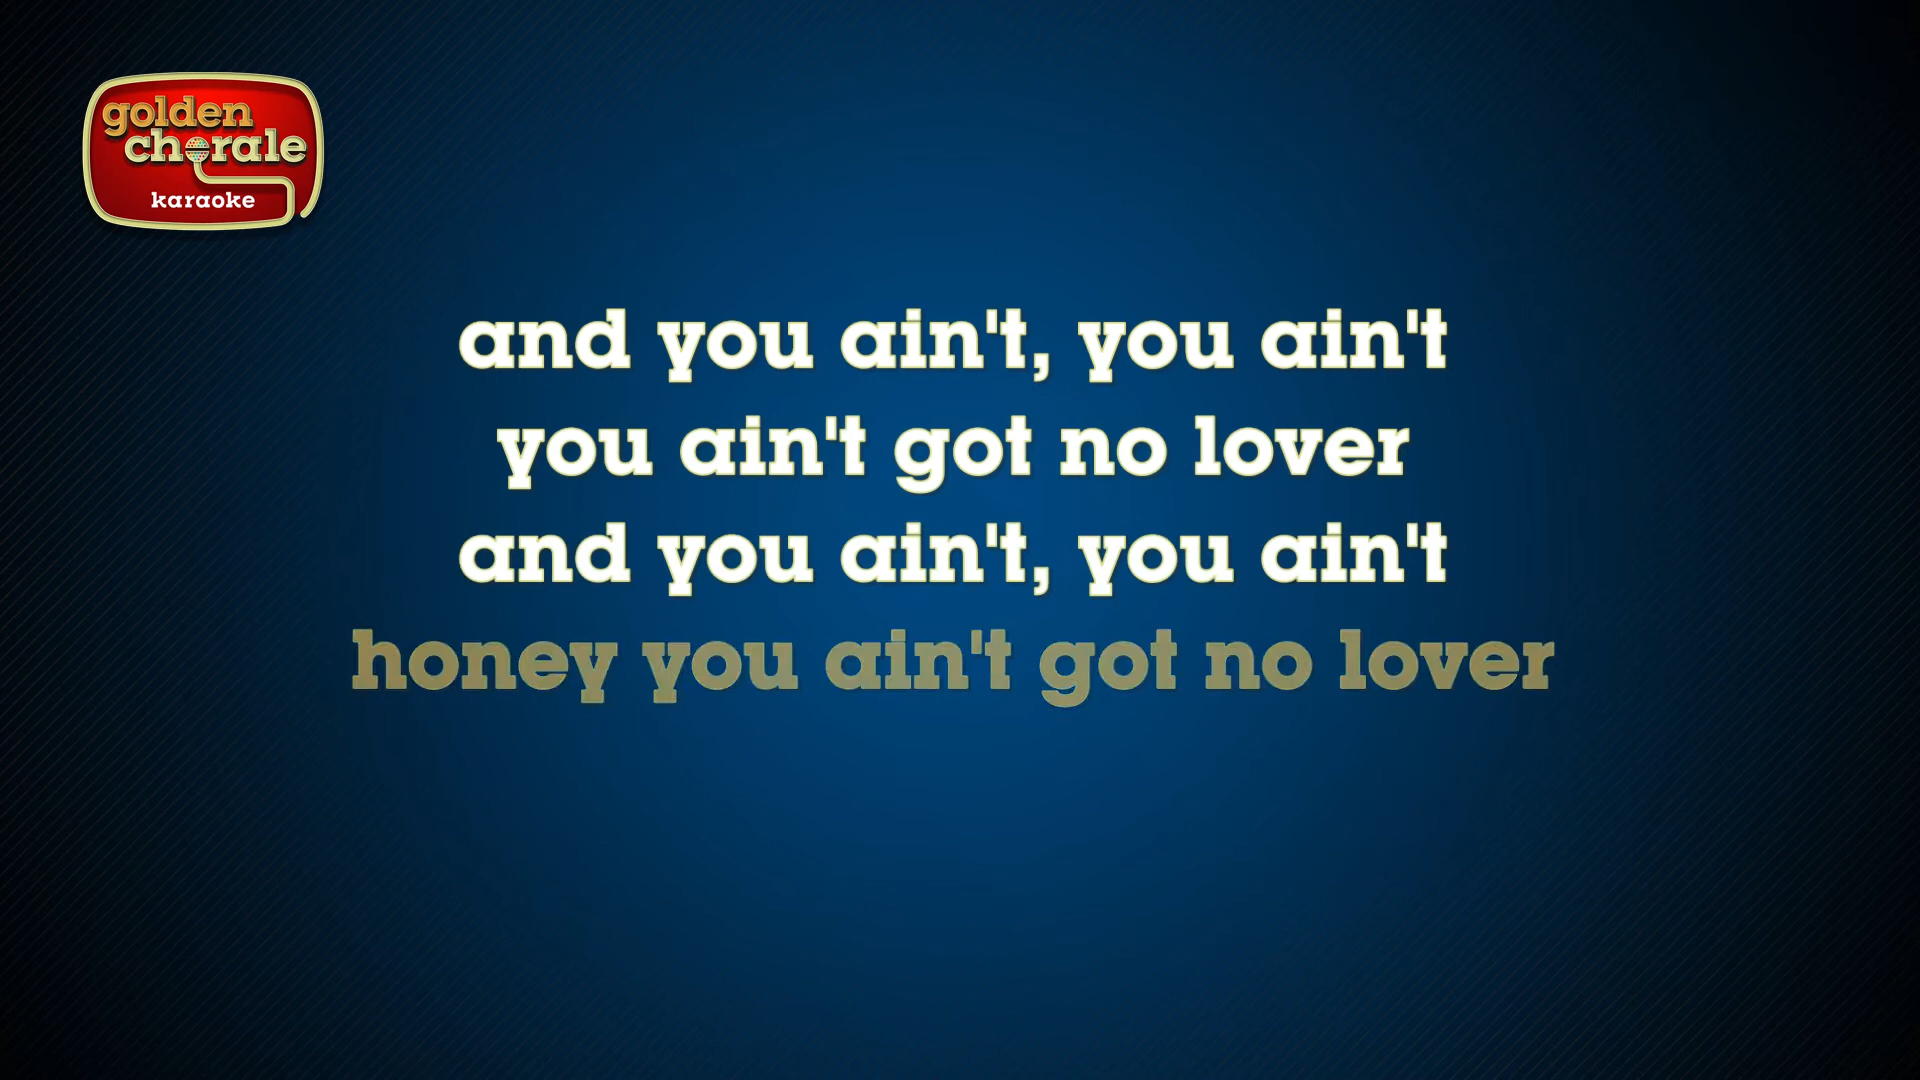 golden
chorale
karaoke
and you ain't, you ain't
you ain't got no lover
and you ain't, you ain't
honey you ain't got no lover